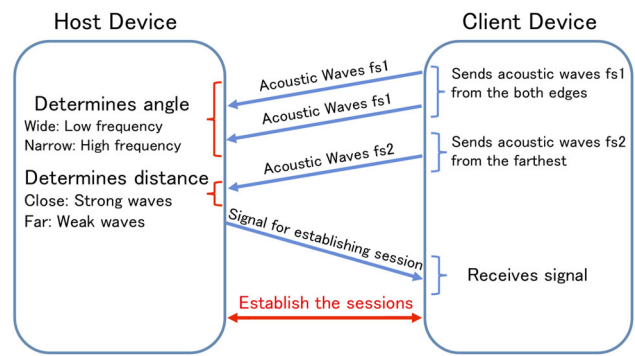 Host Device
Client Device
Acoustic Waves fs1
Sends acoustic waves fs1
from the both edges
Determines angle
Wide: Low frequency
Narrow: High frequency
Acoustic Waves fs1
Sends acoustic waves fs2
from the farthest
Acoustic Waves fs2
Determines distance
Close: Strong waves
Far: Weak waves
Signal for establishing session
Receives signal
Establish the sessions